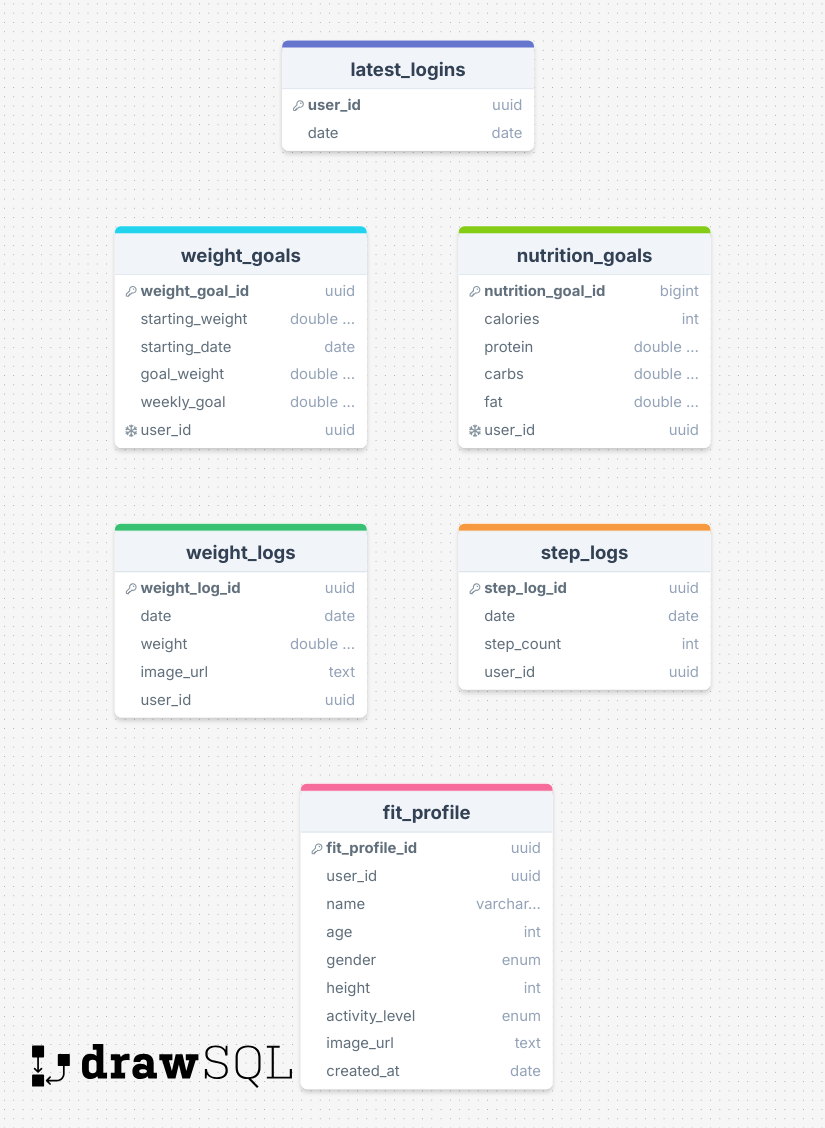 latest_logins
user_id uuid
date date
weight_goals
weight_goal_id uuid
starting_weight double ...
starting_date date
goal_weight double ...
weekly_goal double ...
user_id uuid
nutrition_goals
nutrition_goal_id bigint
calories int
protein double ...
carbs double ...
fat double ...
user_id uuid
weight_logs
weight_log_id uuid
date date
weight double ...
image_url text
user_id uuid
step_logs
step_log_id uuid
date date
step_count int
user_id uuid
fit_profile
fit_profile_id uuid
user_id uuid
name varchar...
age int
gender enum
height int
activity_level enum
image_url text
created_at date
drawSQL